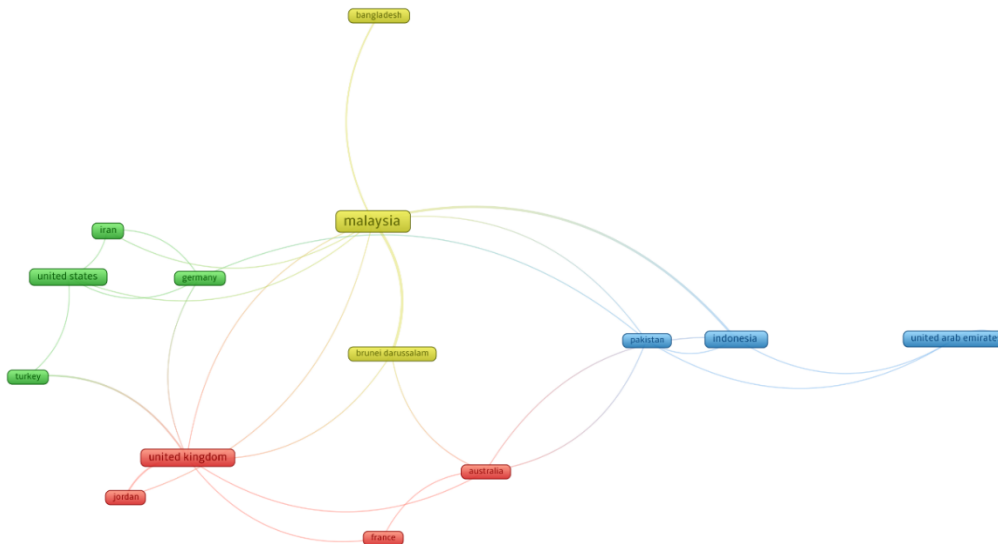 bangladesh
malaysia
iran
united states
germany
pakistan
indonesia
united arab emirates
brunei darussalam
turkey
united kingdom
australia
jordan
france